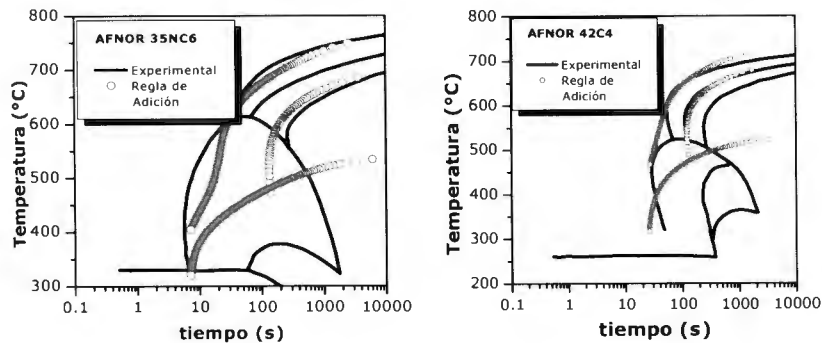 AFNOR 35NC6
Experimental
Regla de
Adición
Temperatura (°C)
800
700
600
500
400
300
0.1
1
10
100
1000
10000
tiempo (s)
AFNOR 42C4
Experimental
Regla de
Adición
Temperatura (°C)
800
700
600
500
400
300
200
0.1
1
10
100
1000
10000
tiempo (s)